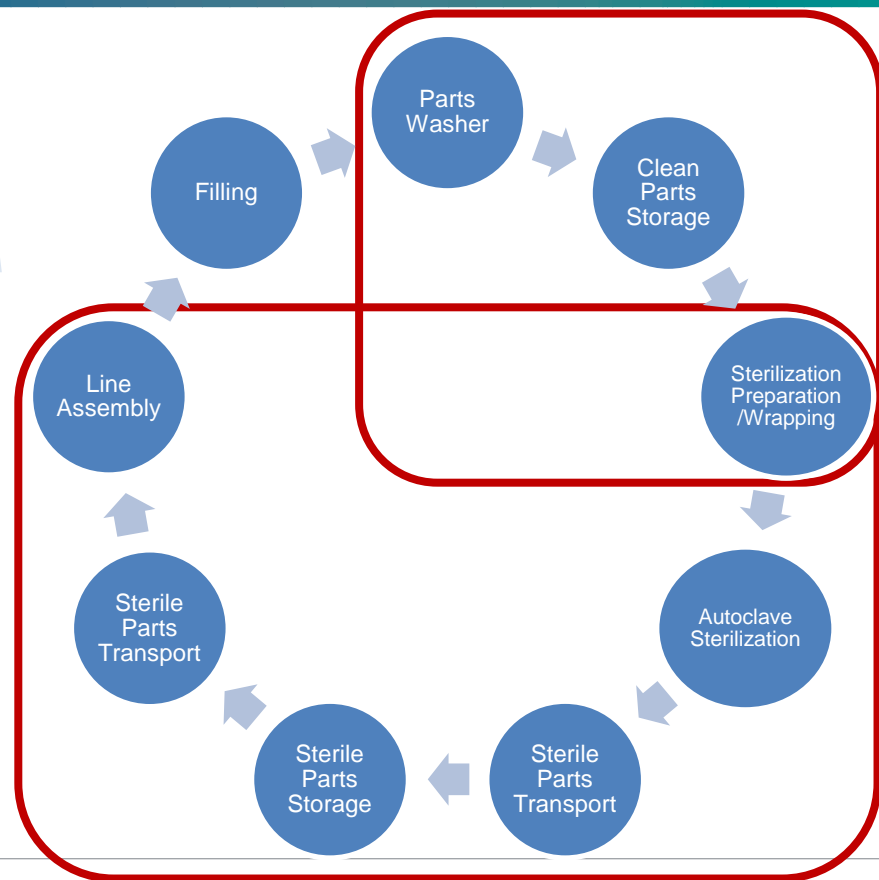 Parts
Washer
Clean
Parts
Storage
Sterilization
Preparation
/Wrapping
Autoclave
Sterilization
Sterile
Parts
Transport
Sterile
Parts
Storage
Sterile
Parts
Transport
Line
Assembly
Filling